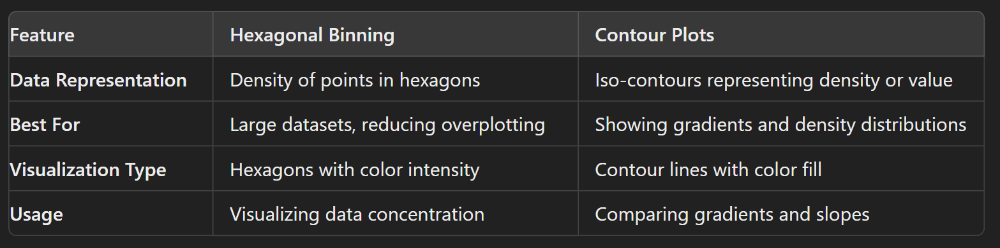 Feature Hexagonal Binning Contour Plots
Data Representation Density of points in hexagons Iso-contours representing density or value
Best For Large datasets, reducing overplotting Showing gradients and density distributions
Visualization Type Hexagons with color intensity Contour lines with color fill
Usage Visualizing data concentration Comparing gradients and slopes